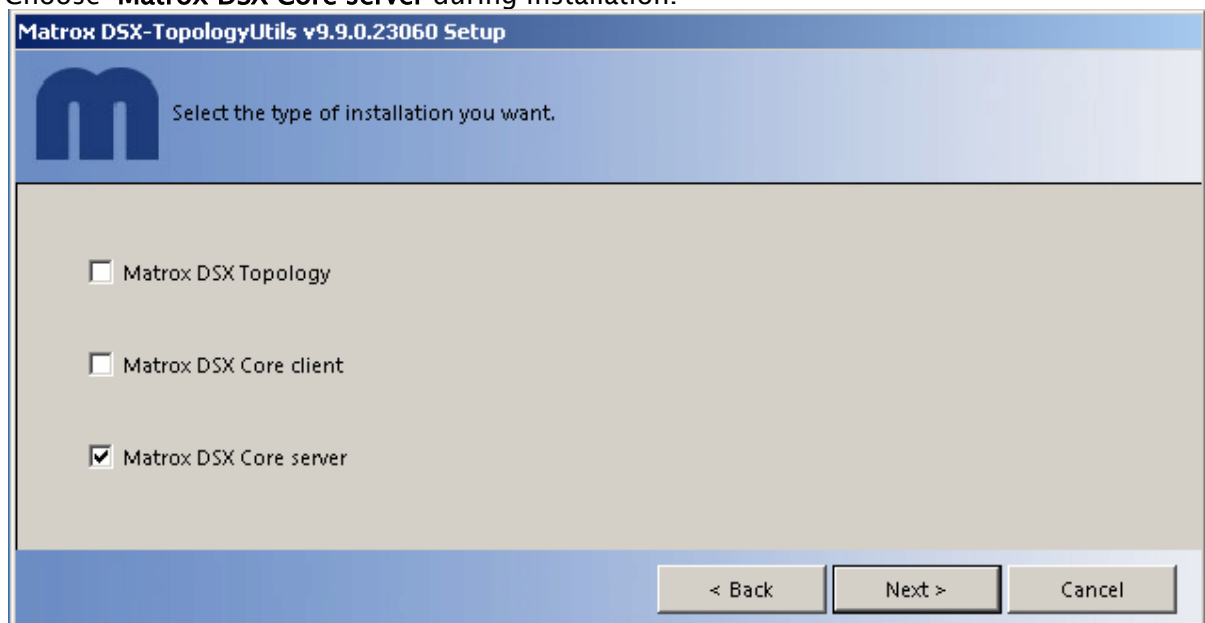 Choose "Matrox DSX Core server during installation.
Matrox DSX-TopologyUtils v9.9.0.23060 Setup
m
Select the type of installation you want.
Matrox DSX Topology
Matrox DSX Core client
Matrox DSX Core server
< Back Next > Cancel